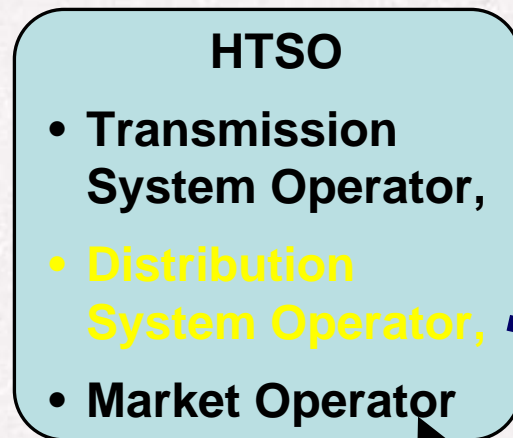 HTSO
• Transmission
System Operator,
• Distribution
System Operator,
• Market Operator